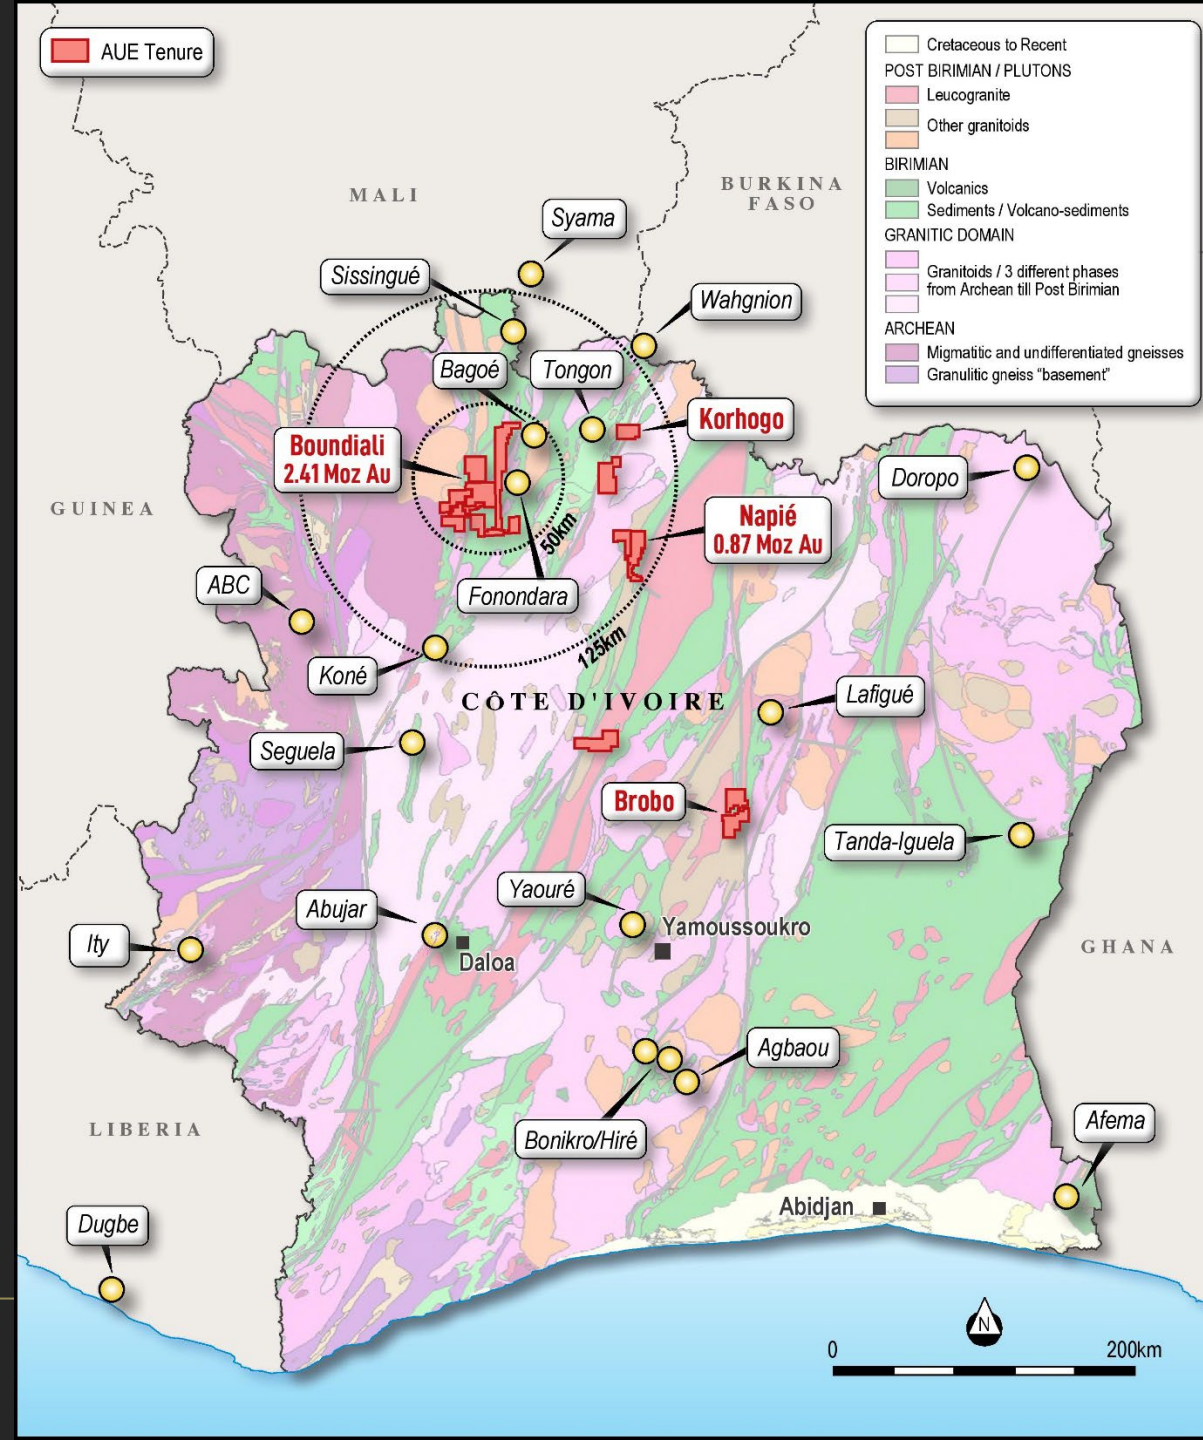 AUE Tenure
Cretaceous to Recent
POST BIRIMIAN / PLUTONS
Leucogranite
Other granitoids
BIRIMIAN
Volcanics
Sediments / Volcano-sediments
GRANITIC DOMAIN
Granitoids / 3 different phases
from Archean till Post Birimian
ARCHEAN
Migmatitic and undifferentiated gneisses
Granulitic gneiss "basement"
MALI
BURKINA
FASO
Syama
Sissingué
Wahgnion
Bagoé
Tongon
Korhogo
Boundiali
2.41 Moz Au
Doropo
GUINEA
Napié
0.87 Moz Au
50km
Fonondara
ABC
125km
Koné
CÔTE D'IVOIRE
Lafigué
Seguela
Brobo
Tanda-Iguela
Yaouré
Abujar
Yamoussoukro
Ity
Daloa
GHANA
Agbaou
Bonikro/Hiré
LIBERIA
Afema
Abidjan
Dugbe
N
0
200km